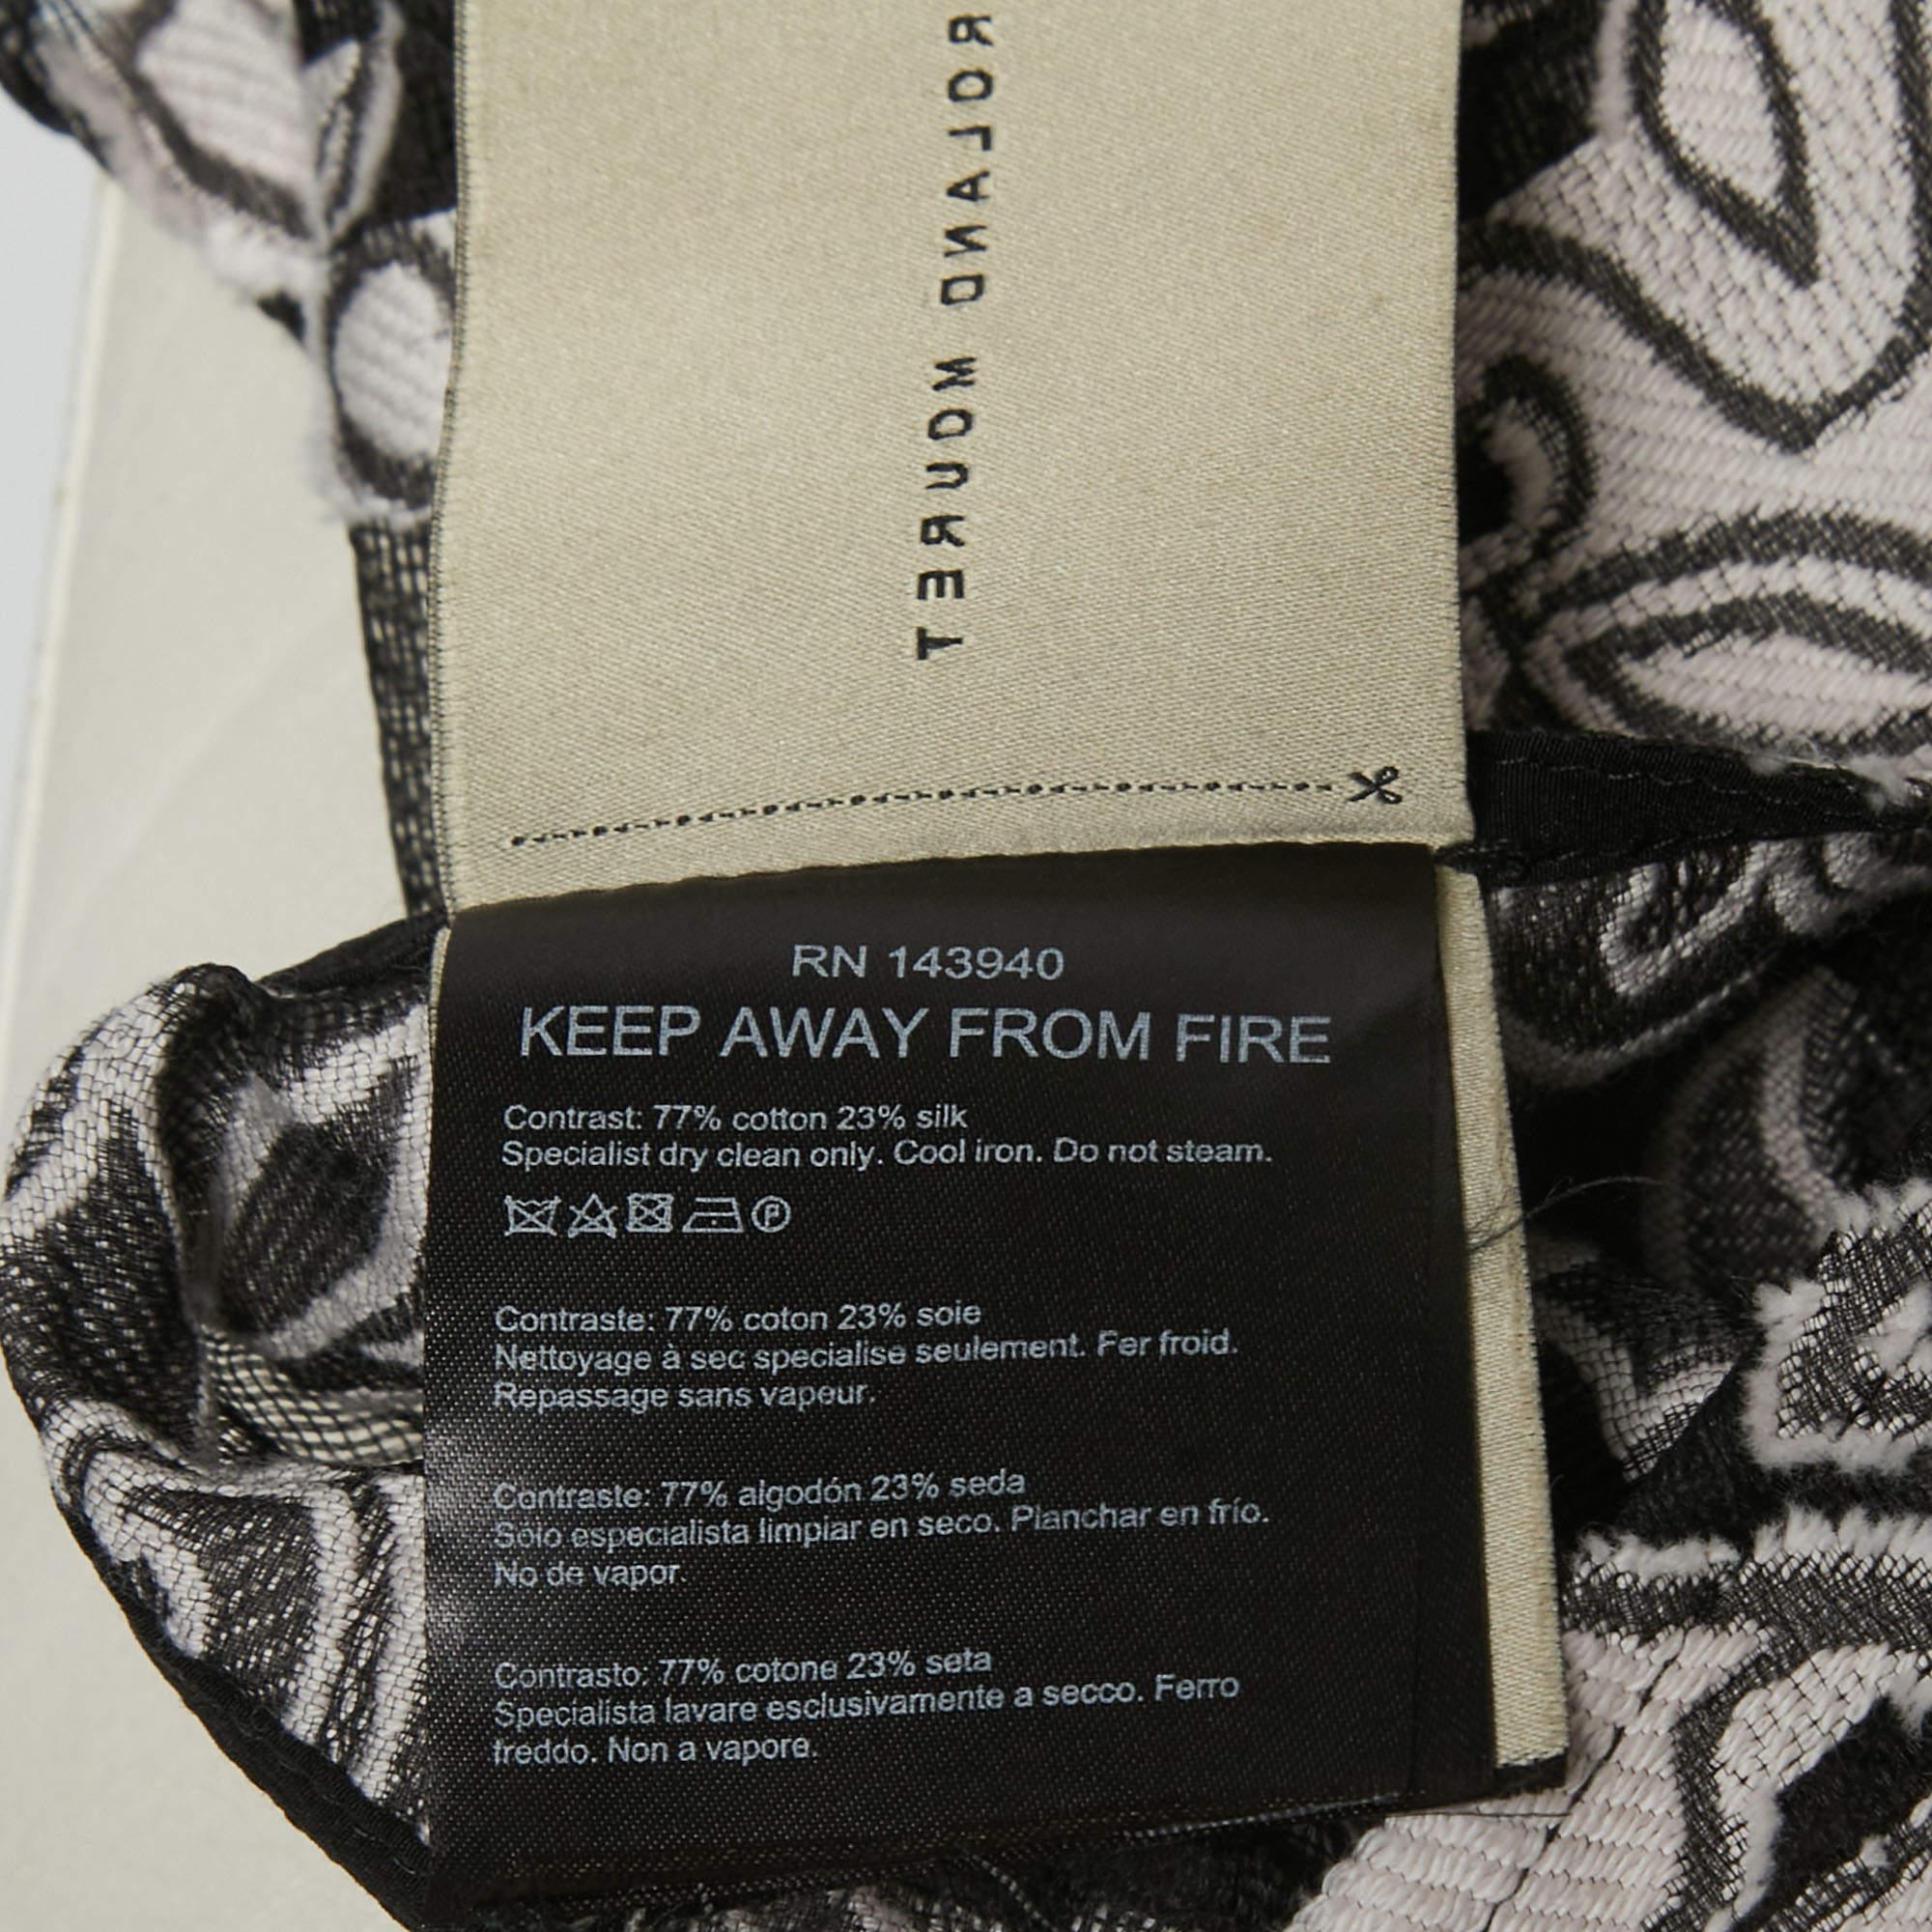 ROLAND MOURET
RN 143940
KEEP AWAY FROM FIRE
Contrast: 77% cotton 23% silk
Specialist dry clean only. Cool iron. Do not steam.
P
Contraste: 77% coton 23% soie
Nettoyage à sec specialise seulement. Fer froid.
Repassage sans vapeur.
Contraste: 77% algodón 23% seda
Solo especialista limpiar en seco. Planchar en frío.
No de vapor.
Contrasto: 77% cotone 23% seta
Specialista lavare esclusivamente a secco. Ferro
freddo. Non a vapore.